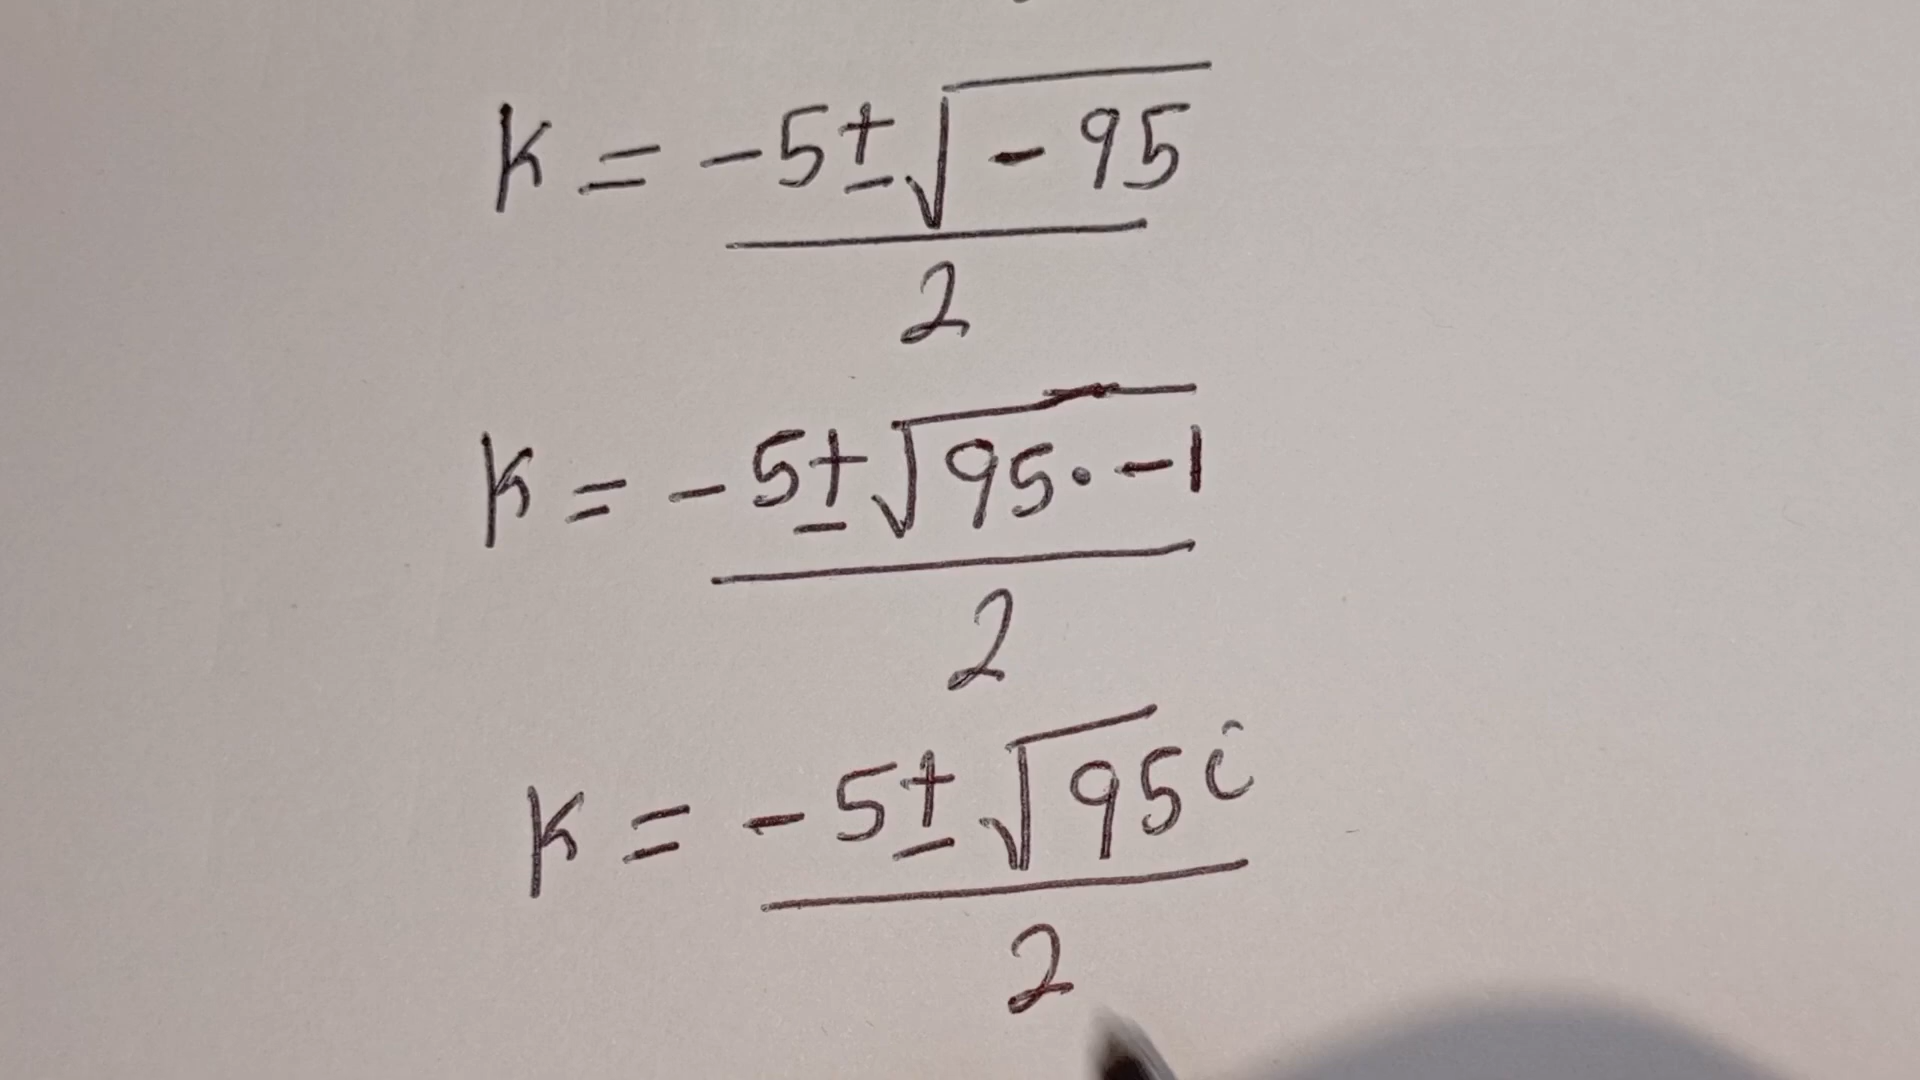 K = -5±√-95
2
K = -5±√95·-1
2
K = -5±√95i
2